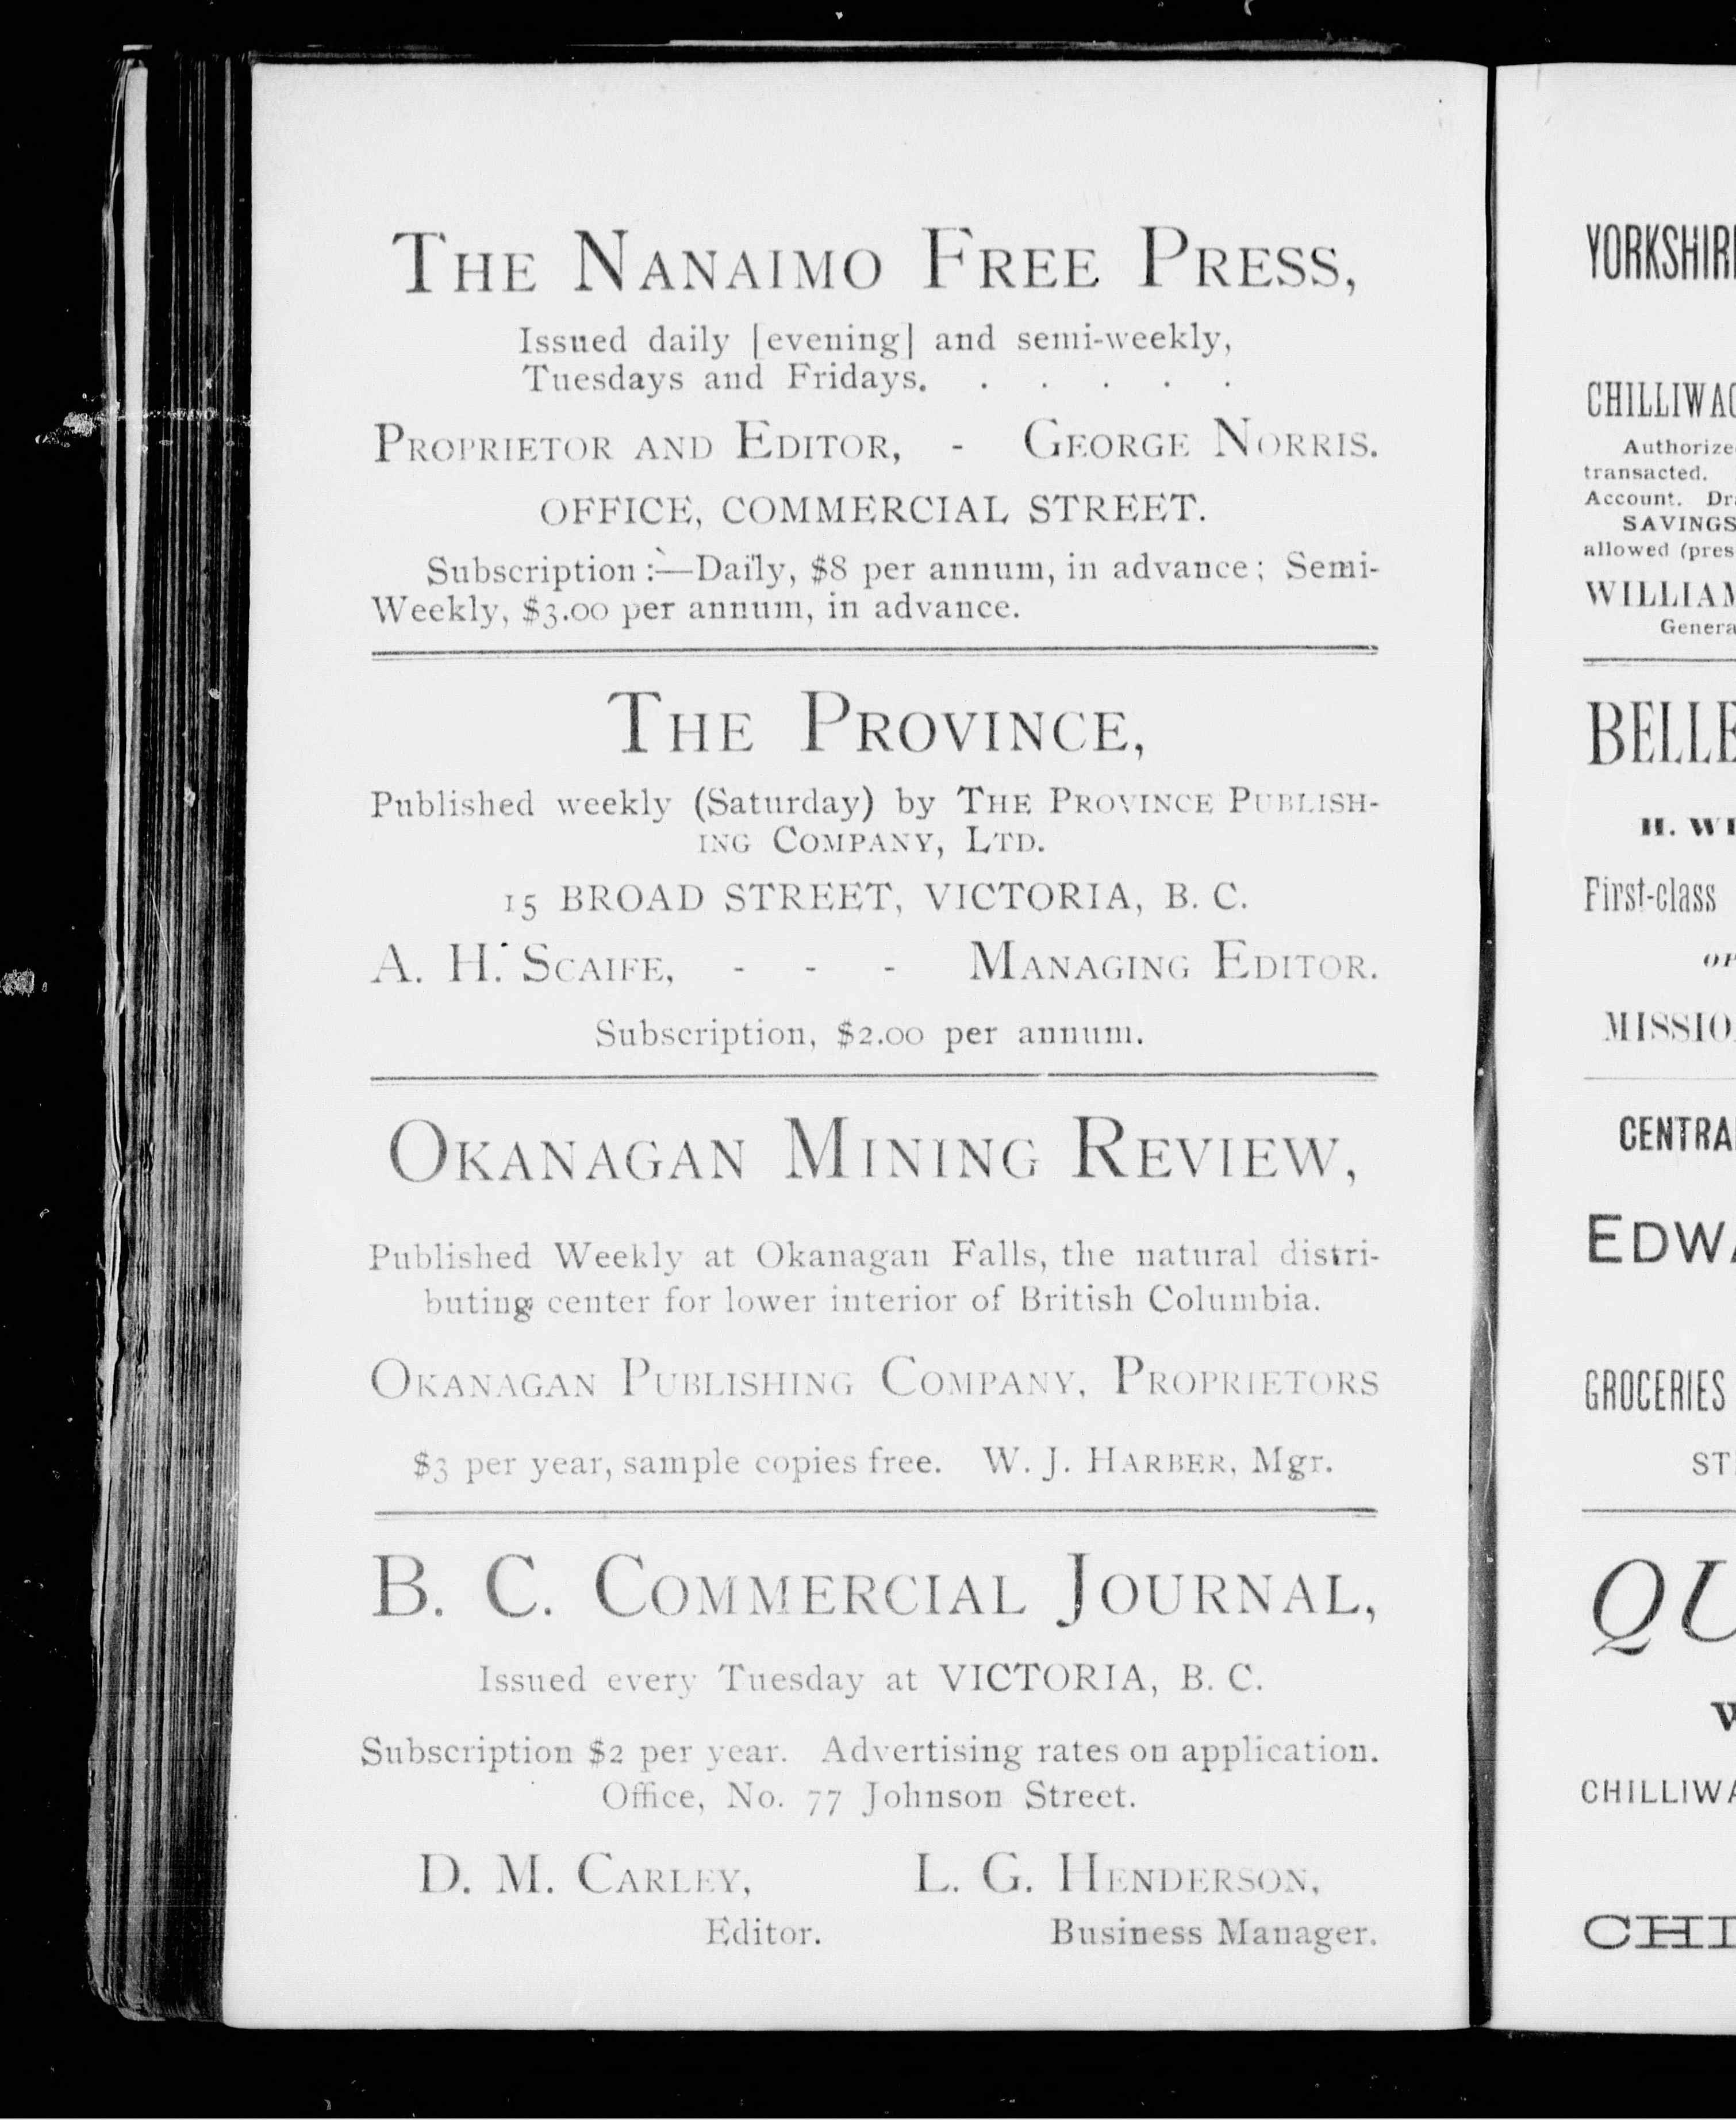 THE NANAIMO FREE PRESS,
Issued daily [evening] and semi-weekly,
Tuesdays and Fridays. . . . . .
PROPRIETOR AND EDITOR, - GEORGE NORRIS.
OFFICE, COMMERCIAL STREET.
Subscription :—Daily, $8 per annum, in advance; Semi-
Weekly, $3.00 per annum, in advance.
THE PROVINCE,
Published weekly (Saturday) by THE PROVINCE PUBLISH-
ING COMPANY, LTD.
15 BROAD STREET, VICTORIA, B. C.
A. H. SCAIFE, - - - MANAGING EDITOR.
Subscription, $2.00 per annum.
OKANAGAN MINING REVIEW,
Published Weekly at Okanagan Falls, the natural distri-
buting center for lower interior of British Columbia.
OKANAGAN PUBLISHING COMPANY, PROPRIETORS
$3 per year, sample copies free. W. J. HARBER, Mgr.
B. C. COMMERCIAL JOURNAL,
Issued every Tuesday at VICTORIA, B. C.
Subscription $2 per year. Advertising rates on application.
Office, No. 77 Johnson Street.
D. M. CARLEY, L. G. HENDERSON,
Editor. Business Manager.
YORKSHIR
CHILLIWAC
Authorize
transacted.
Account. Dr
SAVINGS
allowed (pres
WILLIAM
Genera
BELLE
H. WI
First-class
OP
MISSIO
CENTRA
EDWA
GROCERIES
ST
QU
W
CHILLIWA
CHI